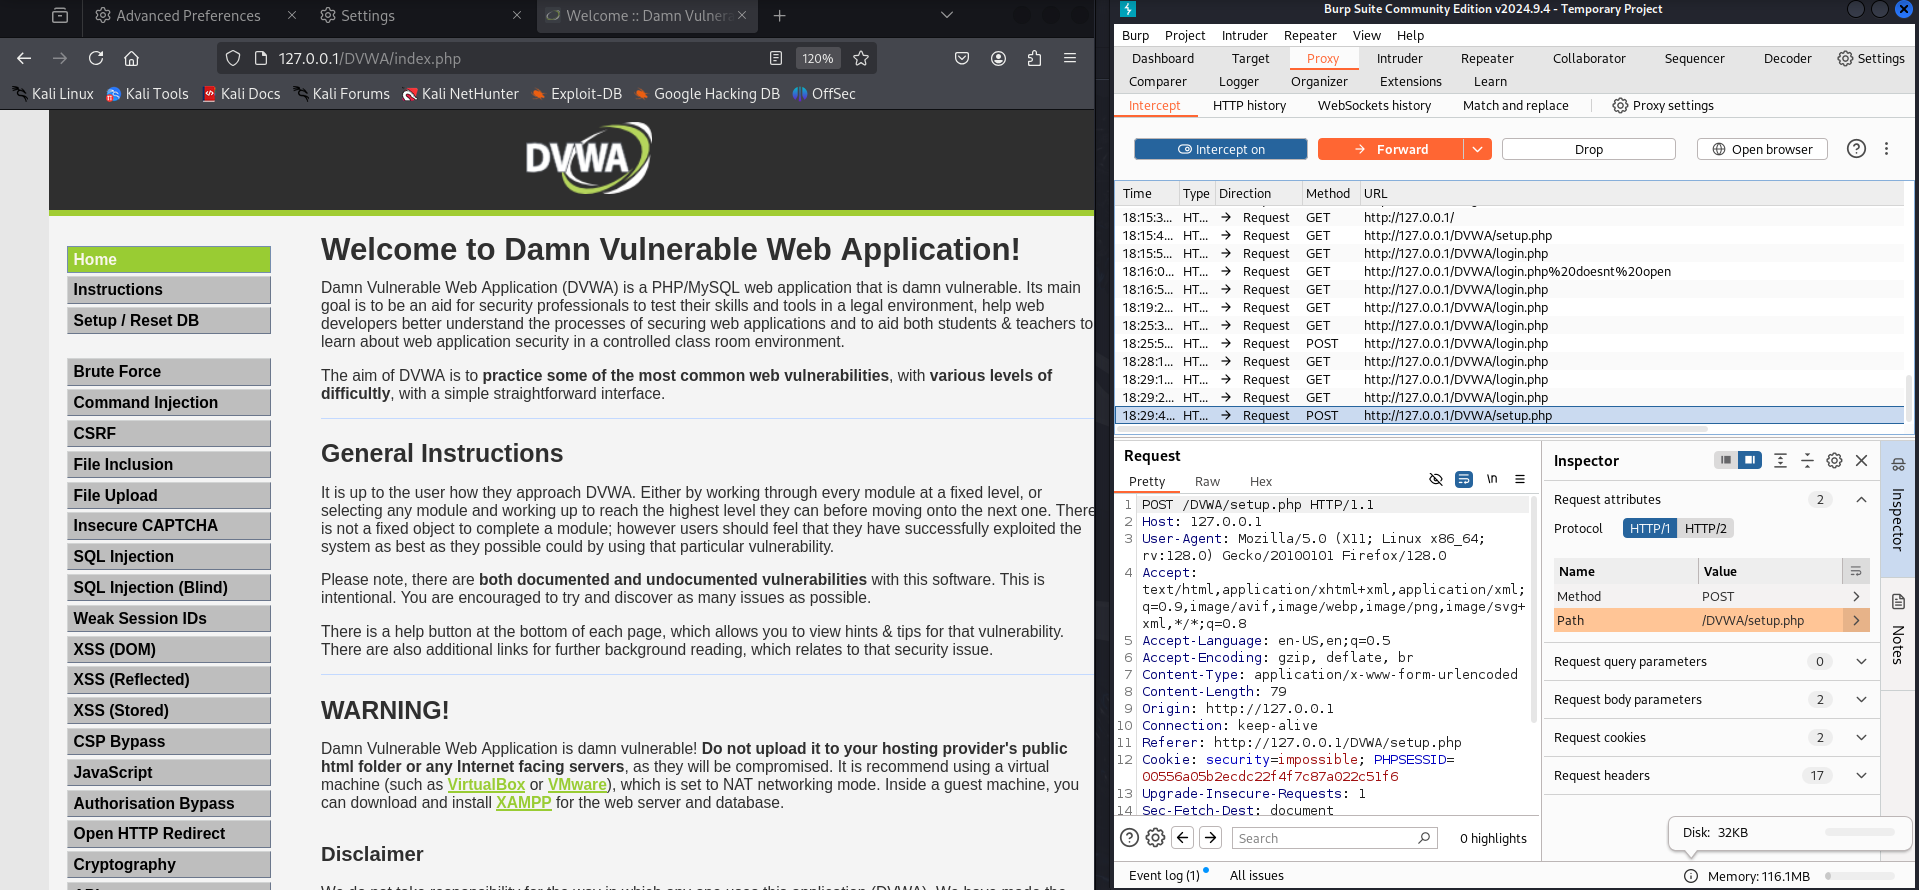 Advanced Preferences
Settings
Welcome :: Damn Vulnera
127.0.0.1/DVWA/index.php
120%
Kali Linux
Kali Tools
Kali Docs
Kali Forums
Kali NetHunter
Exploit-DB
Google Hacking DB
OffSec
DVWA
Home
Instructions
Setup / Reset DB
Brute Force
Command Injection
CSRF
File Inclusion
File Upload
Insecure CAPTCHA
SQL Injection
SQL Injection (Blind)
Weak Session IDs
XSS (DOM)
XSS (Reflected)
XSS (Stored)
CSP Bypass
JavaScript
Authorisation Bypass
Open HTTP Redirect
Cryptography
Welcome to Damn Vulnerable Web Application!
Damn Vulnerable Web Application (DVWA) is a PHP/MySQL web application that is damn vulnerable. Its main
goal is to be an aid for security professionals to test their skills and tools in a legal environment, help web
developers better understand the processes of securing web applications and to aid both students & teachers to
learn about web application security in a controlled class room environment.
The aim of DVWA is to practice some of the most common web vulnerabilities, with various levels of
difficultly, with a simple straightforward interface.
General Instructions
It is up to the user how they approach DVWA. Either by working through every module at a fixed level, or
selecting any module and working up to reach the highest level they can before moving onto the next one. There
is not a fixed object to complete a module; however users should feel that they have successfully exploited the
system as best as they possible could by using that particular vulnerability.
Please note, there are both documented and undocumented vulnerabilities with this software. This is
intentional. You are encouraged to try and discover as many issues as possible.
There is a help button at the bottom of each page, which allows you to view hints & tips for that vulnerability.
There are also additional links for further background reading, which relates to that security issue.
WARNING!
Damn Vulnerable Web Application is damn vulnerable! Do not upload it to your hosting provider's public
html folder or any Internet facing servers, as they will be compromised. It is recommend using a virtual
machine (such as VirtualBox or VMware), which is set to NAT networking mode. Inside a guest machine, you
can download and install XAMPP for the web server and database.
Disclaimer
Burp Suite Community Edition v2024.9.4 - Temporary Project
Burp Project Intruder Repeater View Help
Dashboard Target Proxy Intruder Repeater Collaborator Sequencer Decoder Settings
Comparer Logger Organizer Extensions Learn
Intercept HTTP history WebSockets history Match and replace Proxy settings
Intercept on Forward Drop Open browser
Time Type Direction Method URL
18:15:3... HT... Request GET http://127.0.0.1/
18:15:4... HT... Request GET http://127.0.0.1/DVWA/setup.php
18:15:5... HT... Request GET http://127.0.0.1/DVWA/login.php
18:16:0... HT... Request GET http://127.0.0.1/DVWA/login.php%20doesnt%20open
18:16:5... HT... Request GET http://127.0.0.1/DVWA/login.php
18:19:2... HT... Request GET http://127.0.0.1/DVWA/login.php
18:25:3... HT... Request GET http://127.0.0.1/DVWA/login.php
18:25:5... HT... Request POST http://127.0.0.1/DVWA/login.php
18:28:1... HT... Request GET http://127.0.0.1/DVWA/login.php
18:29:1... HT... Request GET http://127.0.0.1/DVWA/login.php
18:29:2... HT... Request GET http://127.0.0.1/DVWA/login.php
18:29:4... HT... Request POST http://127.0.0.1/DVWA/setup.php
Request
Pretty Raw Hex \n
1 POST /DVWA/setup.php HTTP/1.1
2 Host: 127.0.0.1
3 User-Agent: Mozilla/5.0 (X11; Linux x86_64;
rv:128.0) Gecko/20100101 Firefox/128.0
4 Accept:
text/html,application/xhtml+xml,application/xml;
q=0.9,image/avif,image/webp,image/png,image/svg+
xml,*/*;q=0.8
5 Accept-Language: en-US,en;q=0.5
6 Accept-Encoding: gzip, deflate, br
7 Content-Type: application/x-www-form-urlencoded
8 Content-Length: 79
9 Origin: http://127.0.0.1
10 Connection: keep-alive
11 Referer: http://127.0.0.1/DVWA/setup.php
12 Cookie: security=impossible; PHPSESSID=
00556a05b2ecdc22f4f7c87a022c51f6
13 Upgrade-Insecure-Requests: 1
14 Sec-Fetch-Dest: document
Search
0 highlights
Inspector
Request attributes 2
Protocol HTTP/1 HTTP/2
Name Value
Method POST
Path /DVWA/setup.php
Request query parameters 0
Request body parameters 2
Request cookies 2
Request headers 17
Inspector
Notes
Disk: 32KB
Event log (1) All issues
Memory: 116.1MB